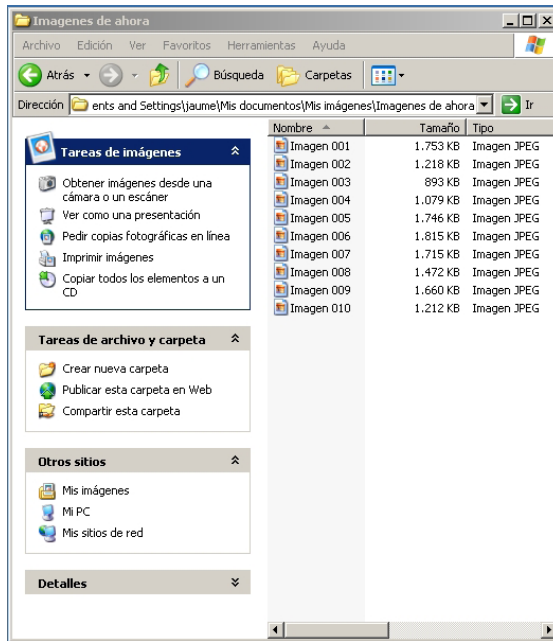 Imagenes de ahora
Archivo Edición Ver Favoritos Herramientas Ayuda
Atrás Búsqueda Carpetas
Dirección ents and Settings\jaume\Mis documentos\Mis imágenes\Imagenes de ahora Ir
Tareas de imágenes
Obtener imágenes desde una
cámara o un escáner
Ver como una presentación
Pedir copias fotográficas en línea
Imprimir imágenes
Copiar todos los elementos a un
CD
Tareas de archivo y carpeta
Crear nueva carpeta
Publicar esta carpeta en Web
Compartir esta carpeta
Otros sitios
Mis imágenes
Mi PC
Mis sitios de red
Detalles
Nombre Tamaño Tipo
Imagen 001 1.753 KB Imagen JPEG
Imagen 002 1.218 KB Imagen JPEG
Imagen 003 893 KB Imagen JPEG
Imagen 004 1.079 KB Imagen JPEG
Imagen 005 1.746 KB Imagen JPEG
Imagen 006 1.815 KB Imagen JPEG
Imagen 007 1.715 KB Imagen JPEG
Imagen 008 1.472 KB Imagen JPEG
Imagen 009 1.660 KB Imagen JPEG
Imagen 010 1.212 KB Imagen JPEG